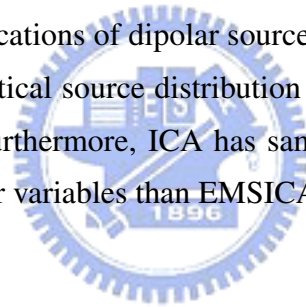 cations of dipolar source
tical source distribution
urthermore, ICA has san
r variables than EMSICA
1896